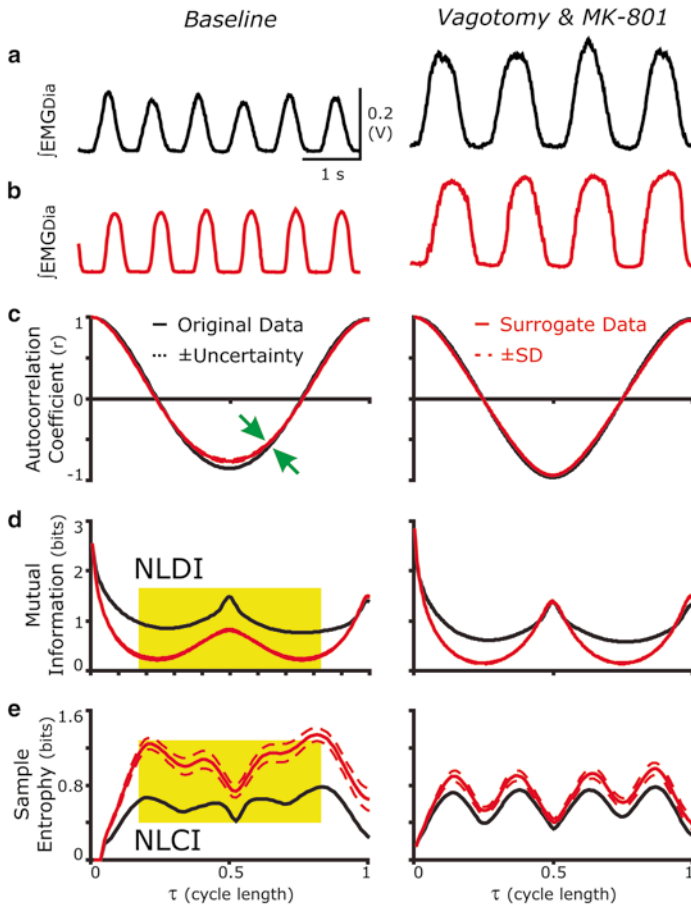 Baseline
Vagotomy & MK-801
a
∫EMGDia
0.2
(V)
1 s
b
∫EMGDia
c
Autocorrelation
Coefficient (r)
1
0
-1
Original Data
±Uncertainty
Surrogate Data
±SD
d
Mutual
Information (bits)
3
2
1
0
NLDI
e
Sample
Entrophy (bits)
1.6
0.8
0
NLCI
0
0.5
1
τ (cycle length)
0
0.5
1
τ (cycle length)